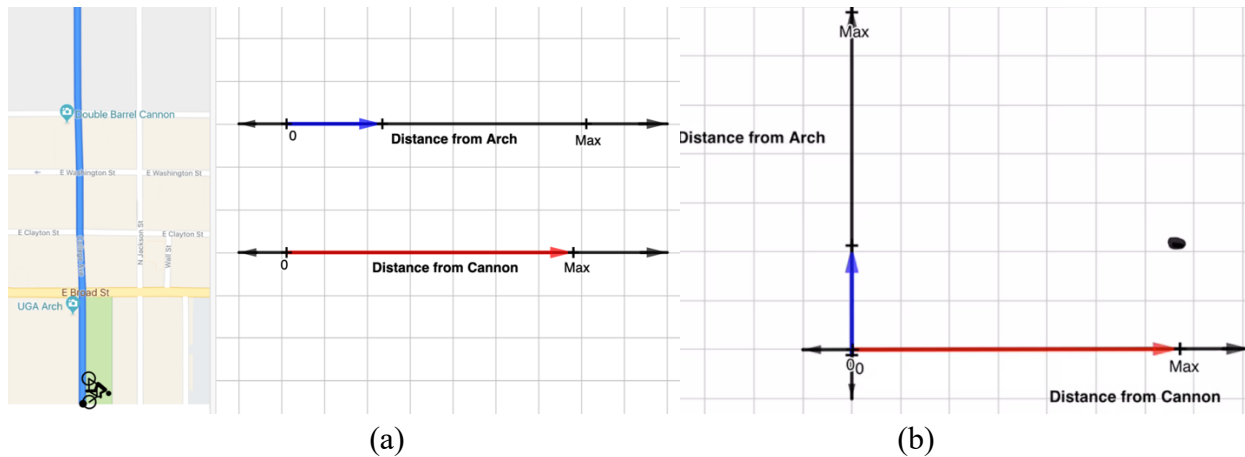 Double Barrel Cannon
E Washington St
E Washington St
E Clayton St
E Clayton St
N Jackson St
Wall St
E Broad St
UGA Arch
0
Distance from Arch
Max
0
Distance from Cannon
Max
(a)
Max
Distance from Arch
0
0
Max
Distance from Cannon
(b)